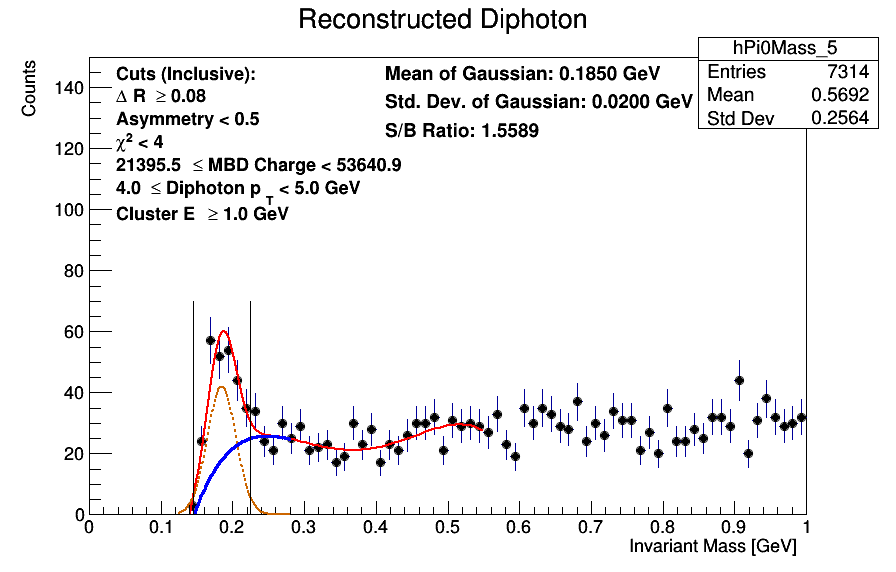 Reconstructed Diphoton
hPi0Mass_5
Entries 7314
Mean 0.5692
Std Dev 0.2564
Cuts (Inclusive):
Δ R ≥ 0.08
Asymmetry < 0.5
χ² < 4
21395.5 ≤ MBD Charge < 53640.9
4.0 ≤ Diphoton p_T < 5.0 GeV
Cluster E ≥ 1.0 GeV
Mean of Gaussian: 0.1850 GeV
Std. Dev. of Gaussian: 0.0200 GeV
S/B Ratio: 1.5589
Counts
140
120
100
80
60
40
20
0
0 0.1 0.2 0.3 0.4 0.5 0.6 0.7 0.8 0.9 1
Invariant Mass [GeV]